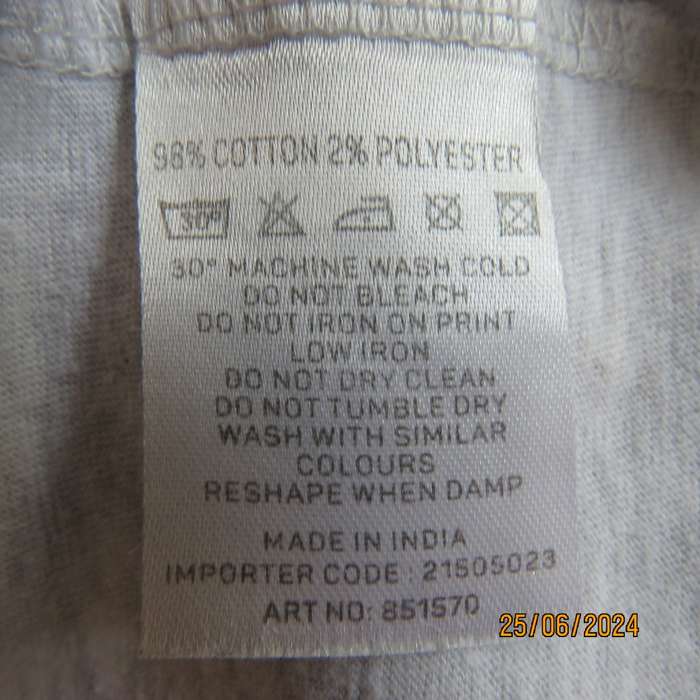 98% COTTON 2% POLYESTER
30°
30° MACHINE WASH COLD
DO NOT BLEACH
DO NOT IRON ON PRINT
LOW IRON
DO NOT DRY CLEAN
DO NOT TUMBLE DRY
WASH WITH SIMILAR
COLOURS
RESHAPE WHEN DAMP
MADE IN INDIA
IMPORTER CODE : 21505023
ART NO: 851570
25/06/2024